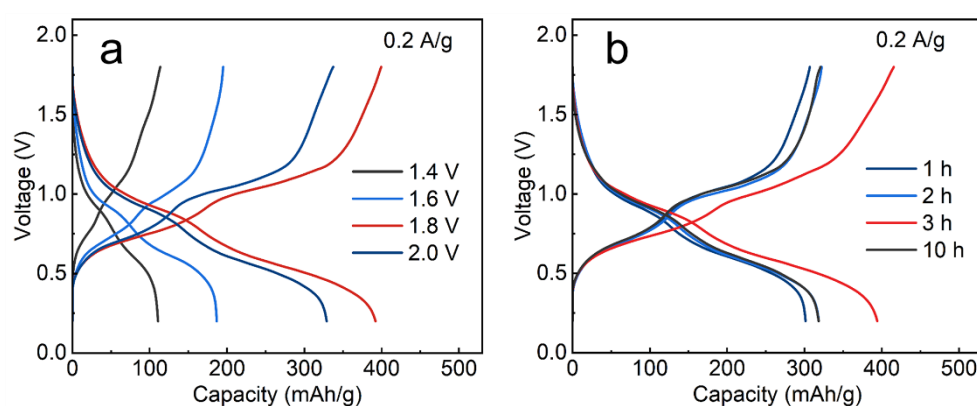 a
0.2 A/g
2.0
1.5
1.0
0.5
0.0
Voltage (V)
1.4 V
1.6 V
1.8 V
2.0 V
0 100 200 300 400 500
Capacity (mAh/g)
b
0.2 A/g
2.0
1.5
1.0
0.5
0.0
Voltage (V)
1 h
2 h
3 h
10 h
0 100 200 300 400 500
Capacity (mAh/g)